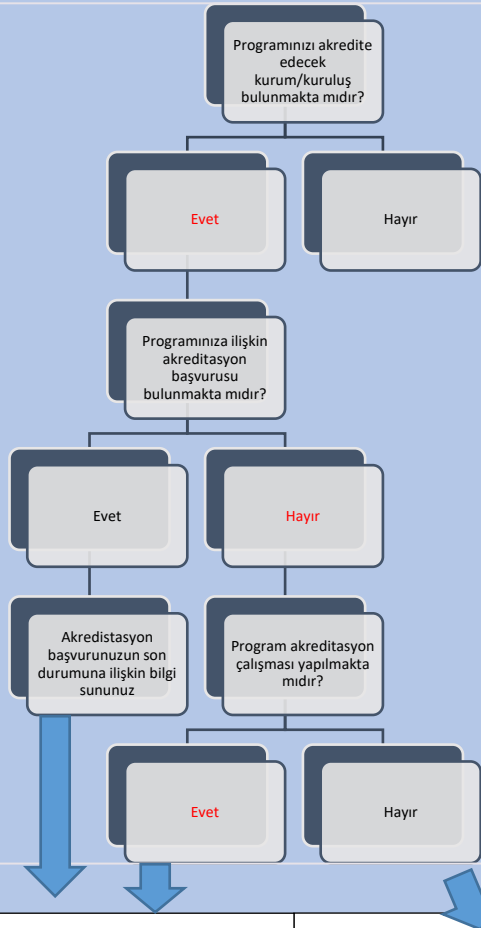 Programınızı akredite
edecek
kurum/kuruluş
bulunmakta mıdır?
Evet
Hayır
Programınıza ilişkin
akreditasyon
başvurusu
bulunmakta mıdır?
Evet
Hayır
Akredistasyon
başvurunuzun son
durumuna ilişkin bilgi
sununuz
Program akreditasyon
çalışması yapılmakta
mıdır?
Evet
Hayır